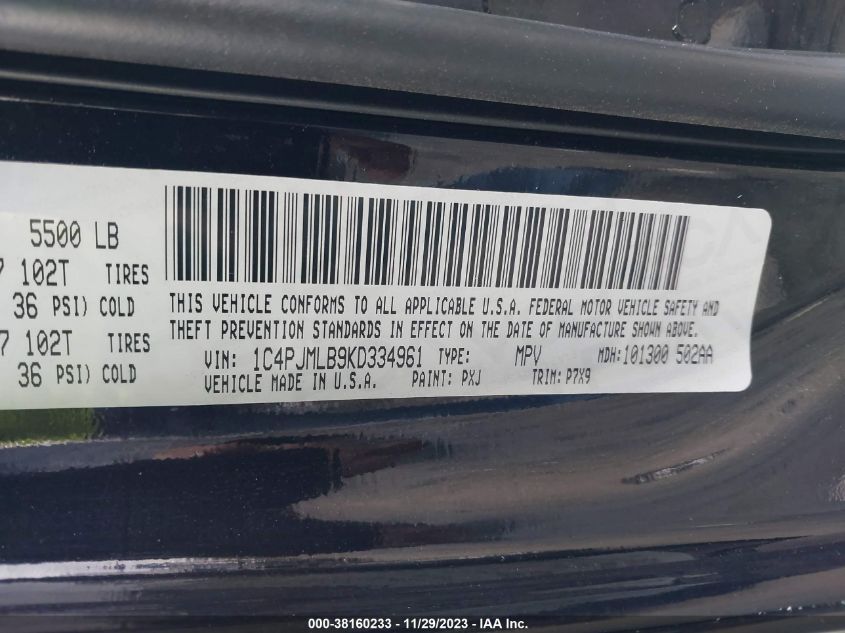 5500 LB
7 102T TIRES
36 PSI) COLD
7 102T TIRES
36 PSI) COLD
THIS VEHICLE CONFORMS TO ALL APPLICABLE U.S.A. FEDERAL MOTOR VEHICLE SAFETY AND
THEFT PREVENTION STANDARDS IN EFFECT ON THE DATE OF MANUFACTURE SHOWN ABOVE.
VIN: 1C4PJMLB9KD334961 TYPE: MPV MDH:101300 502AA
VEHICLE MADE IN U.S.A. PAINT: PXJ TRIM: P7X9
000-38160233 - 11/29/2023 - IAA Inc.